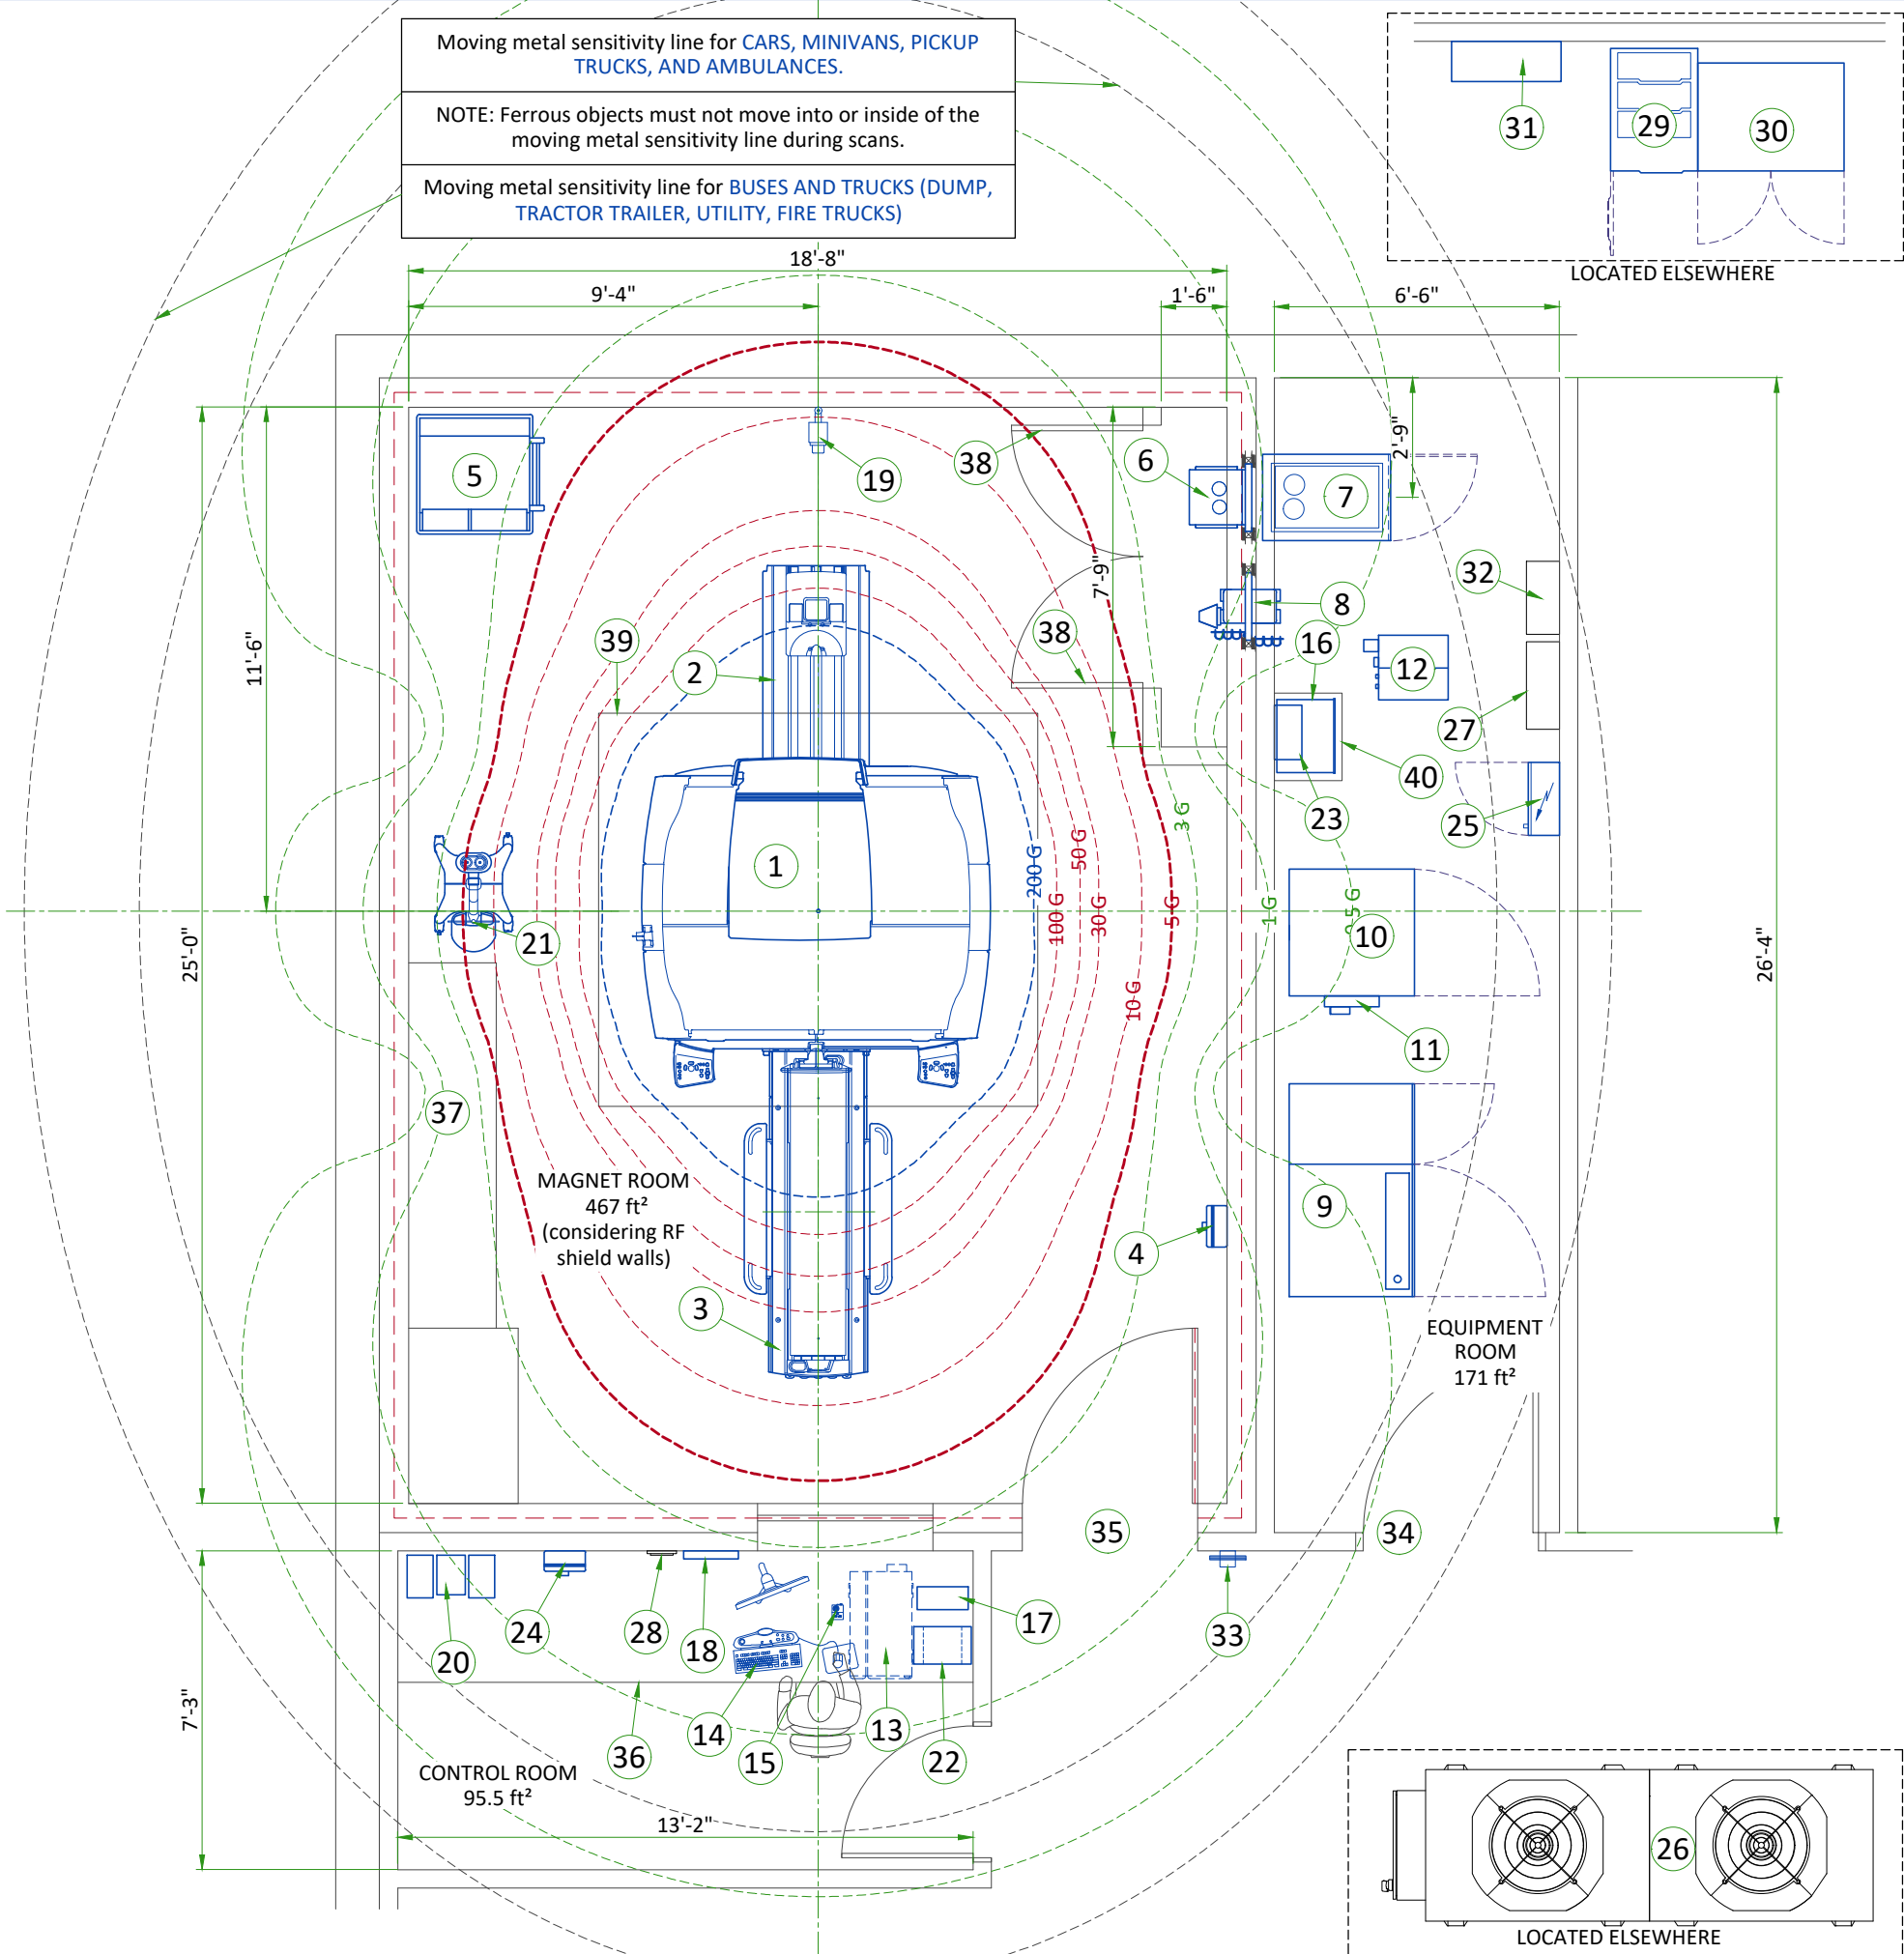 Moving metal sensitivity line for CARS, MINIVANS, PICKUP
TRUCKS, AND AMBULANCES.
NOTE: Ferrous objects must not move into or inside of the
moving metal sensitivity line during scans.
Moving metal sensitivity line for BUSES AND TRUCKS (DUMP,
TRACTOR TRAILER, UTILITY, FIRE TRUCKS)
31
29
30
LOCATED ELSEWHERE
18'-8"
9'-4"
1'-6"
6'-6"
2'-9"
5
19
38
6
7
32
8
7'-9"
39
38
16
12
11'-6"
2
27
40
23
25
3 G
1
50 G
200 G
100 G
30 G
5 G
1 G
0.5 G
10
21
25'-0"
26'-4"
10 G
11
37
MAGNET ROOM
467 ft²
(considering RF
shield walls)
9
4
3
EQUIPMENT
ROOM
171 ft²
35
34
24
28
18
17
33
20
7'-3"
14
15
13
22
36
CONTROL ROOM
95.5 ft²
13'-2"
26
LOCATED ELSEWHERE